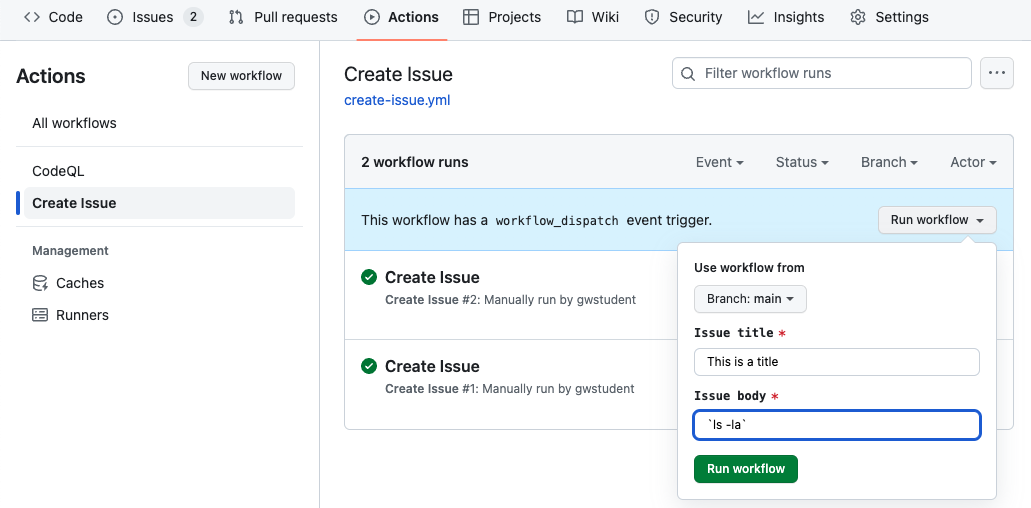 Code Issues 2 Pull requests Actions Projects Wiki Security Insights Settings
Actions
New workflow
All workflows
CodeQL
Create Issue
Management
Caches
Runners
Create Issue
create-issue.yml
Filter workflow runs
2 workflow runs Event Status Branch Actor
This workflow has a workflow_dispatch event trigger.
Run workflow
Create Issue
Create Issue #2: Manually run by gwstudent
Create Issue
Create Issue #1: Manually run by gwstudent
Use workflow from
Branch: main
Issue title *
This is a title
Issue body *
`ls -la`
Run workflow